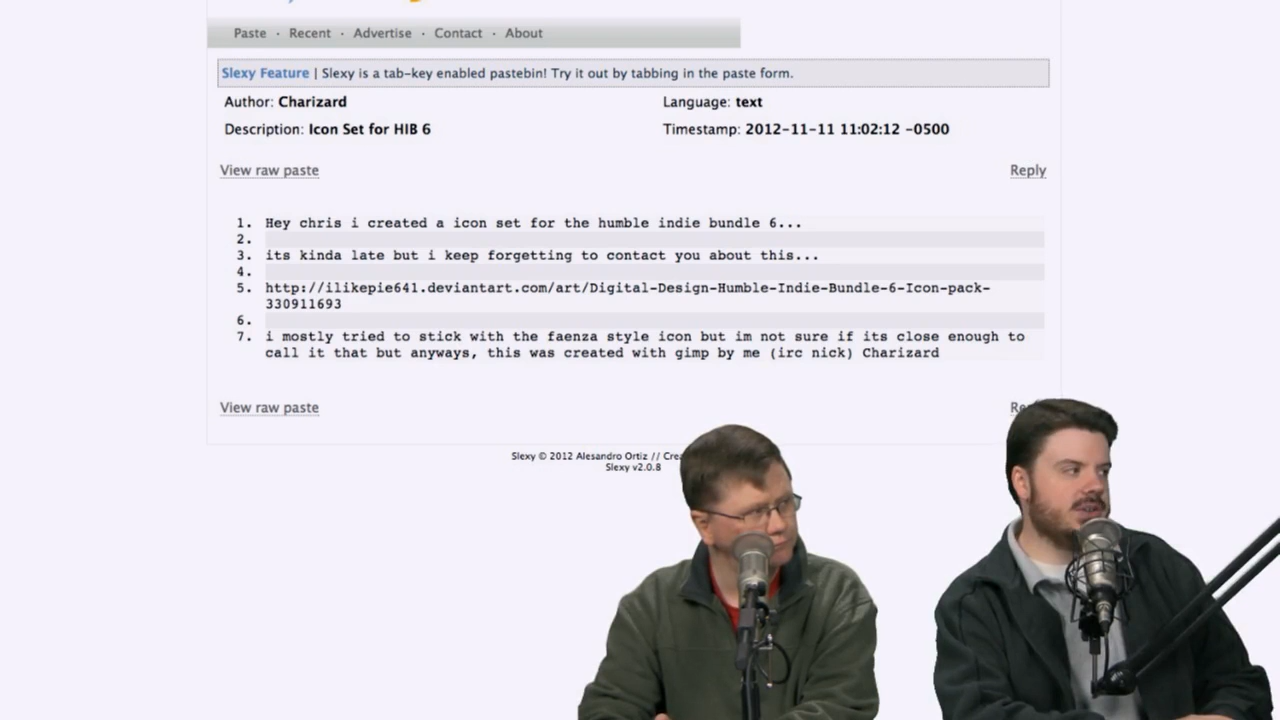 Paste · Recent · Advertise · Contact · About
Slexy Feature | Slexy is a tab-key enabled pastebin! Try it out by tabbing in the paste form.
Author: Charizard
Language: text
Description: Icon Set for HIB 6
Timestamp: 2012-11-11 11:02:12 -0500
View raw paste
Reply
1. Hey chris i created a icon set for the humble indie bundle 6...
2.
3. its kinda late but i keep forgetting to contact you about this...
4.
5. http://ilikepie641.deviantart.com/art/Digital-Design-Humble-Indie-Bundle-6-Icon-pack-
330911693
6.
7. i mostly tried to stick with the faenza style icon but im not sure if its close enough to
call it that but anyways, this was created with gimp by me (irc nick) Charizard
View raw paste
Slexy © 2012 Alesandro Ortiz //
Slexy v2.0.8